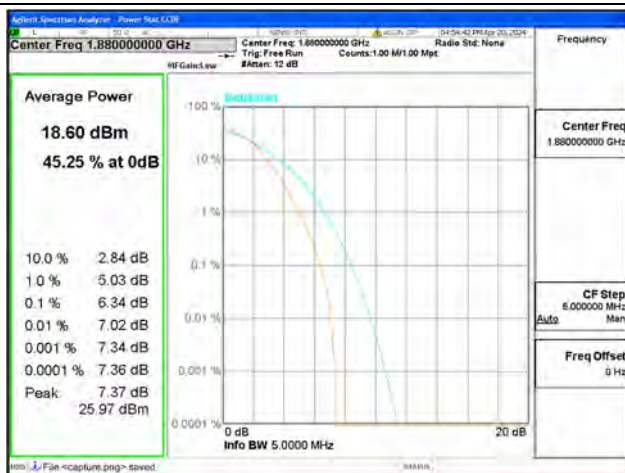 Agilent Spectrum Analyzer - Power Stat CCDF
Center Freq 1.880000000 GHz
Center Freq: 1.880000000 GHz
Radio Std: None
Trig: Free Run
Counts:1.00 M/1.00 Mpt
#IFGain:Low
#Atten: 12 dB
04:54:42 PM Apr 20, 2024
Frequency
Average Power
18.60 dBm
45.25 % at 0dB
10.0 % 2.84 dB
1.0 % 5.03 dB
0.1 % 6.34 dB
0.01 % 7.02 dB
0.001 % 7.34 dB
0.0001 % 7.36 dB
Peak 7.37 dB
25.97 dBm
Gaussian
100 %
10 %
1 %
0.1 %
0.01 %
0.001 %
0.0001 %
0 dB
20 dB
Info BW 5.0000 MHz
Center Freq
1.880000000 GHz
CF Step
5.000000 MHz
Auto Man
Freq Offset
0 Hz
MSG
File <capture.png> saved
STATUS